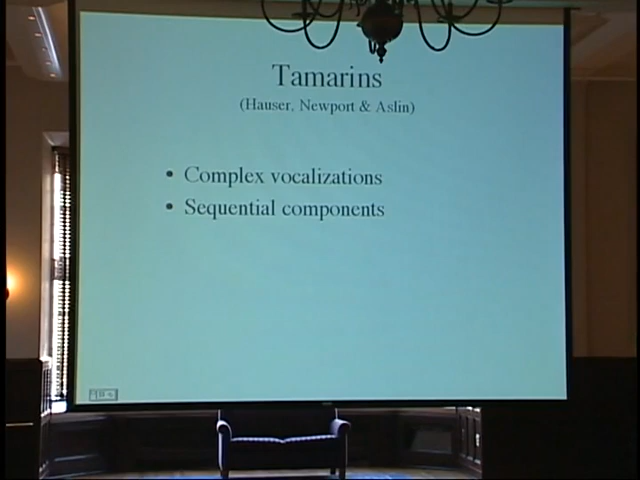 Tamarins
(Hauser, Newport & Aslin)
• Complex vocalizations
• Sequential components